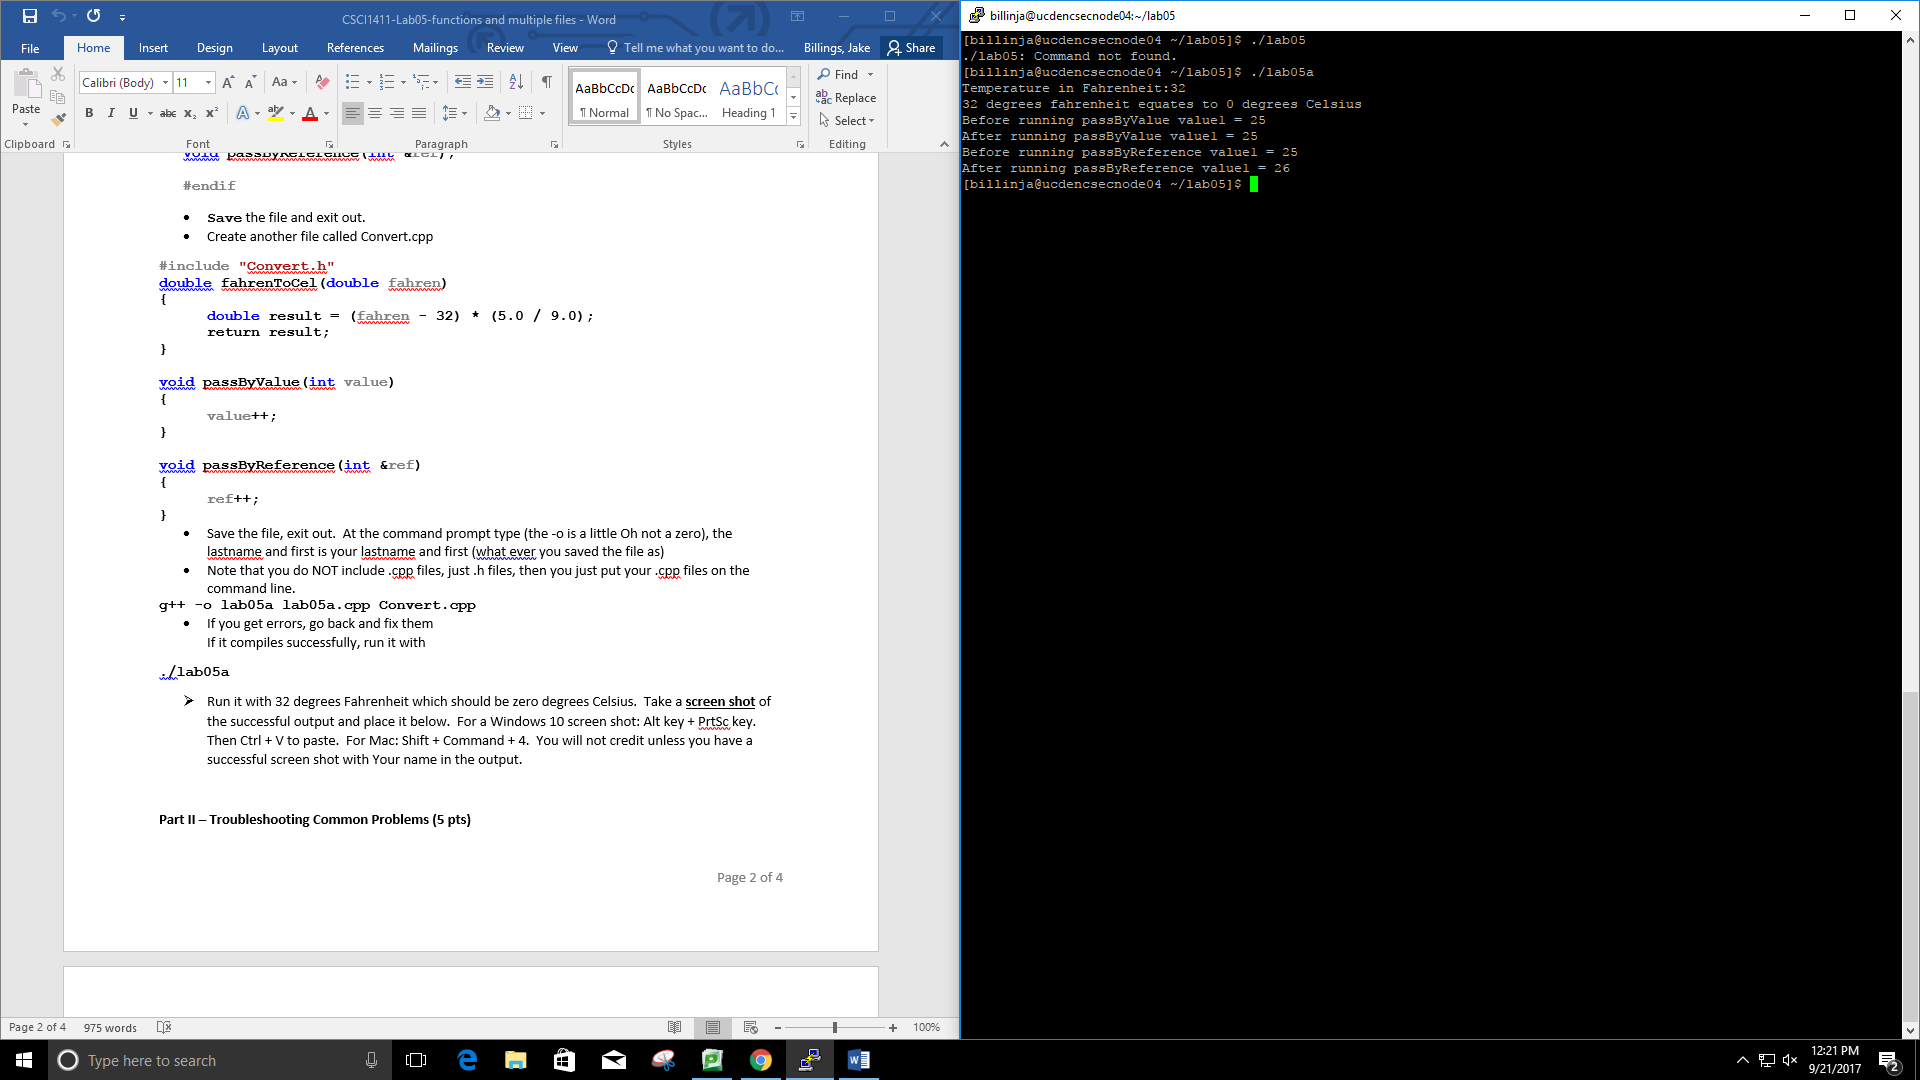 CSCI1411-Lab05-functions and multiple files - Word
File Home Insert Design Layout References Mailings Review View Tell me what you want to do... Billings, Jake Share
Paste
Calibri (Body) 11
Aa
B I U abc x₂ x²
AaBbCcDc AaBbCcDc AaBbCc
¶ Normal ¶ No Spac... Heading 1
Find
Replace
Select
Clipboard Font Paragraph Styles Editing
void passByReference(int &ref);
#endif
• Save the file and exit out.
• Create another file called Convert.cpp
#include "Convert.h"
double fahrenToCel(double fahren)
{
double result = (fahren - 32) * (5.0 / 9.0);
return result;
}
void passByValue(int value)
{
value++;
}
void passByReference(int &ref)
{
ref++;
}
• Save the file, exit out.  At the command prompt type (the -o is a little Oh not a zero), the
lastname and first is your lastname and first (what ever you saved the file as)
• Note that you do NOT include .cpp files, just .h files, then you just put your .cpp files on the
command line.
g++ -o lab05a lab05a.cpp Convert.cpp
• If you get errors, go back and fix them
If it compiles successfully, run it with
./lab05a
➢ Run it with 32 degrees Fahrenheit which should be zero degrees Celsius.  Take a screen shot of
the successful output and place it below.  For a Windows 10 screen shot: Alt key + PrtSc key.
Then Ctrl + V to paste.  For Mac: Shift + Command + 4.  You will not credit unless you have a
successful screen shot with Your name in the output.
Part II – Troubleshooting Common Problems (5 pts)
Page 2 of 4
Page 2 of 4 975 words
100%
billinja@ucdencsecnode04:~/lab05
[billinja@ucdencsecnode04 ~/lab05]$ ./lab05
./lab05: Command not found.
[billinja@ucdencsecnode04 ~/lab05]$ ./lab05a
Temperature in Fahrenheit:32
32 degrees fahrenheit equates to 0 degrees Celsius
Before running passByValue value1 = 25
After running passByValue value1 = 25
Before running passByReference value1 = 25
After running passByReference value1 = 26
[billinja@ucdencsecnode04 ~/lab05]$
Type here to search
12:21 PM
9/21/2017
2